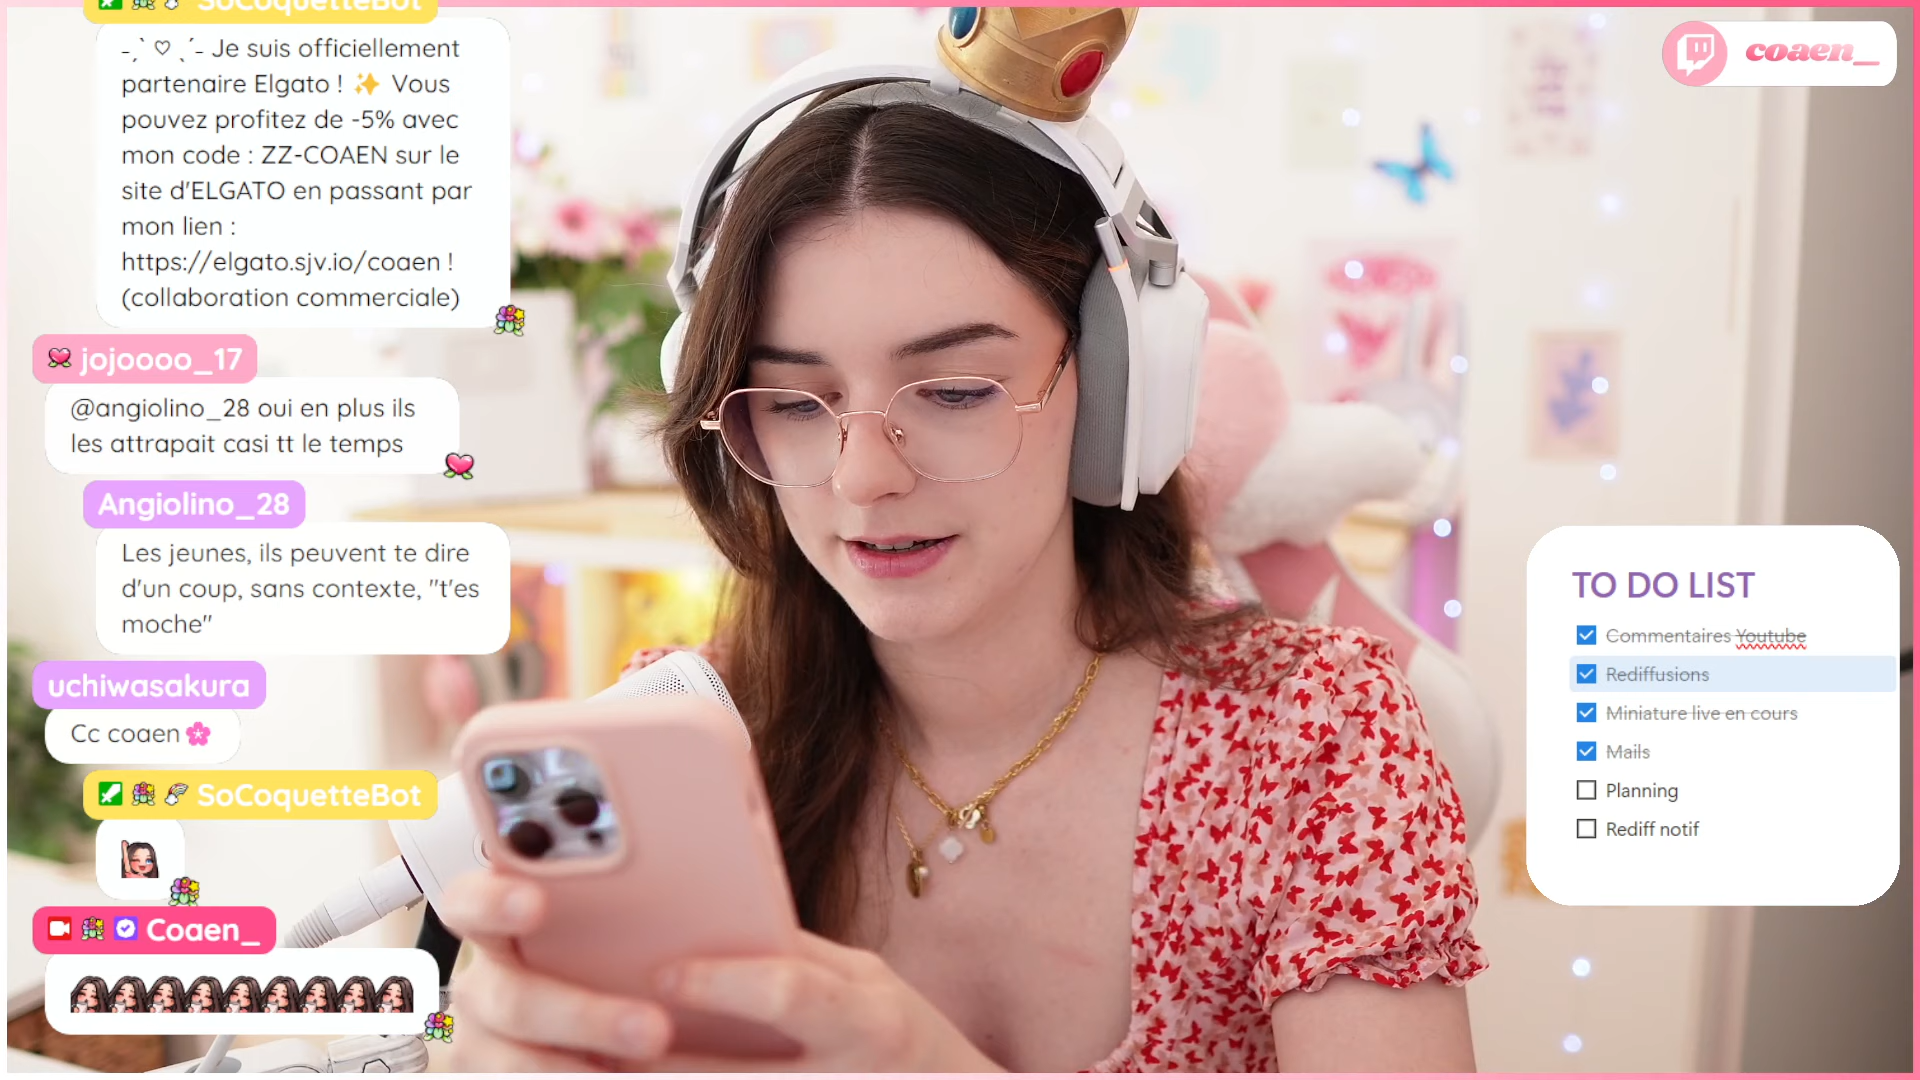 SoCoquetteBot
-ˏˋ ♡ ˎˊ- Je suis officiellement
partenaire Elgato ! ✨ Vous
pouvez profitez de -5% avec
mon code : ZZ-COAEN sur le
site d'ELGATO en passant par
mon lien :
https://elgato.sjv.io/coaen !
(collaboration commerciale)
jojoooo_17
@angiolino_28 oui en plus ils
les attrapait casi tt le temps
Angiolino_28
Les jeunes, ils peuvent te dire
d'un coup, sans contexte, "t'es
moche"
uchiwasakura
Cc coaen🌸
SoCoquetteBot
Coaen_
coaen_
TO DO LIST
Commentaires Youtube
Rediffusions
Miniature live en cours
Mails
Planning
Rediff notif